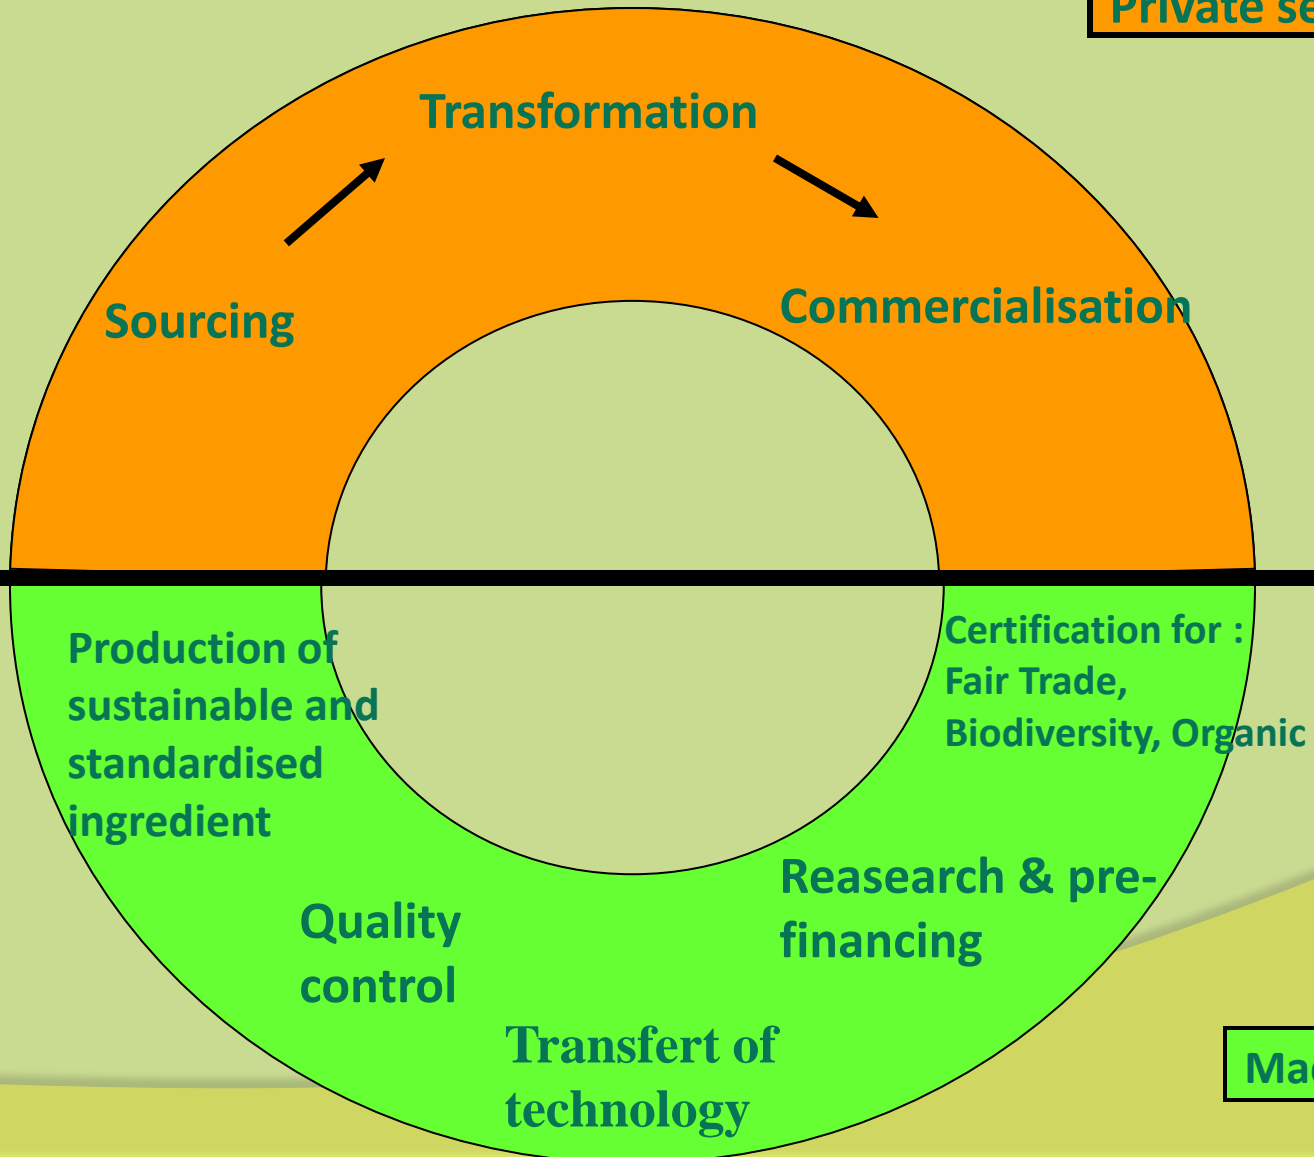 Private
Transformation
Sourcing
Commercialisation
Production of
sustainable and
standardised
ingredient
Certification for :
Fair Trade,
Biodiversity, Organic
Reasearch & pre-
financing
Quality
control
Transfert of
technology